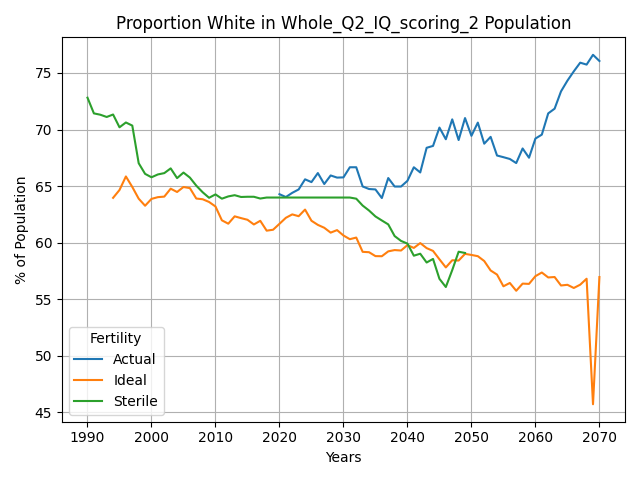 Proportion White in Whole_Q2_IQ_scoring_2 Population
% of Population
75
70
65
60
55
50
45
Fertility
Actual
Ideal
Sterile
1990 2000 2010 2020 2030 2040 2050 2060 2070
Years